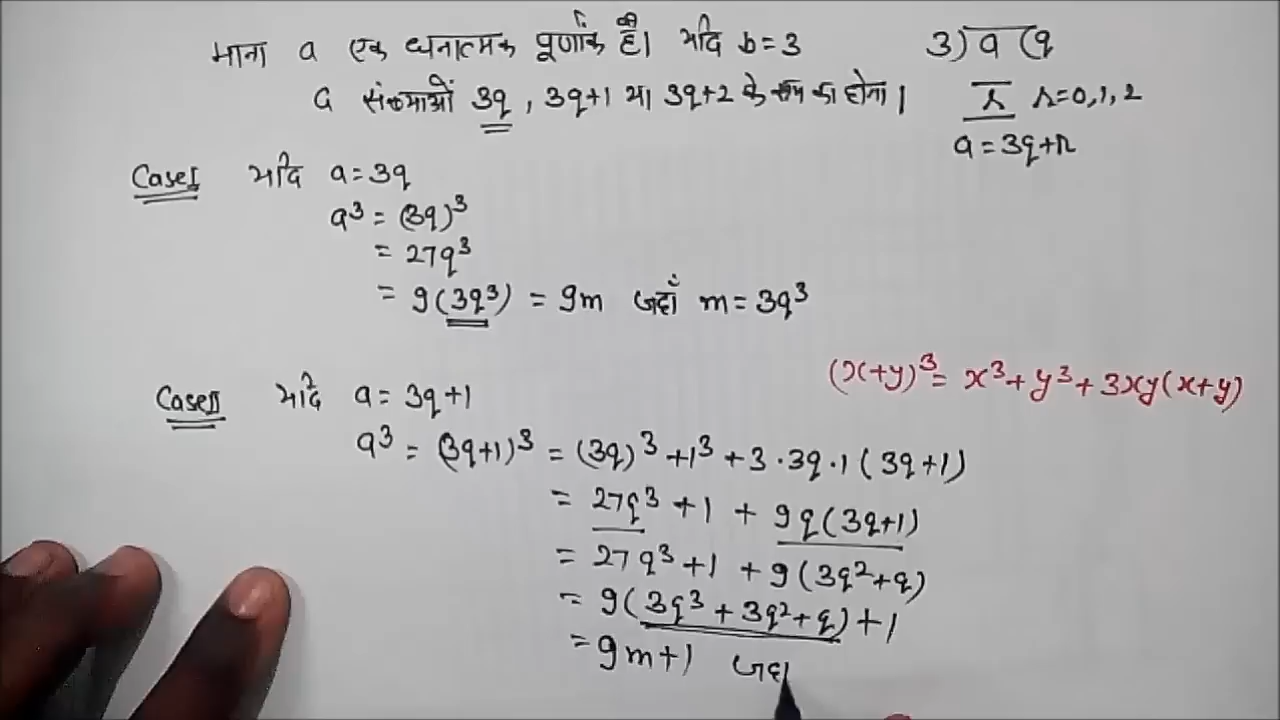 माना a एक धनात्मक पूर्णांक है। यदि b=3
a संख्याओं 3q, 3q+1 या 3q+2 के रूप का होगा।
3) a (q
r r=0,1,2
a=3q+r
Case I यदि a=3q
a³ = (3q)³
= 27q³
= 9(3q³) = 9m जहाँ m = 3q³
(x+y)³ = x³+y³+3xy(x+y)
Case II यदि a = 3q+1
a³ = (3q+1)³ = (3q)³ +1³ + 3·3q·1 (3q+1)
= 27q³ + 1 + 9q(3q+1)
= 27q³+1 + 9(3q²+q)
= 9(3q³ + 3q²+q)+1
= 9m+1 जहा